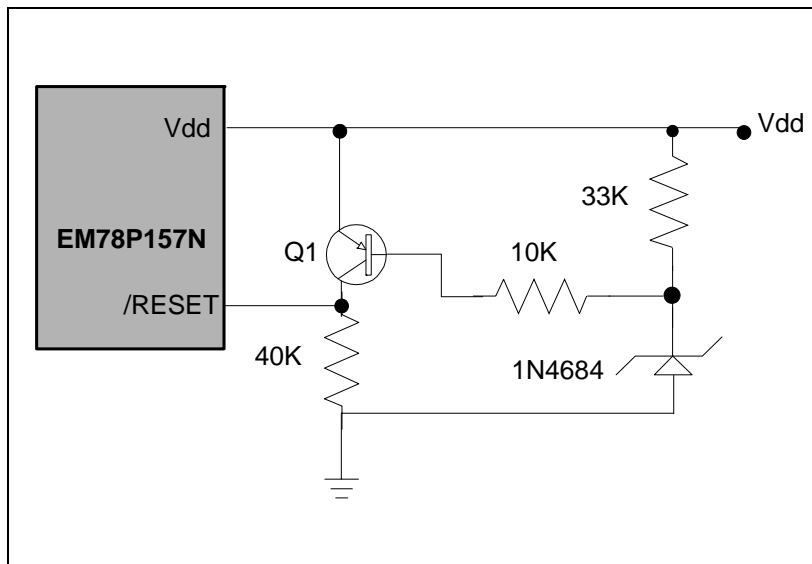 Vdd
Vdd
33K
EM78P157N
Q1
10K
/RESET
40K
1N4684